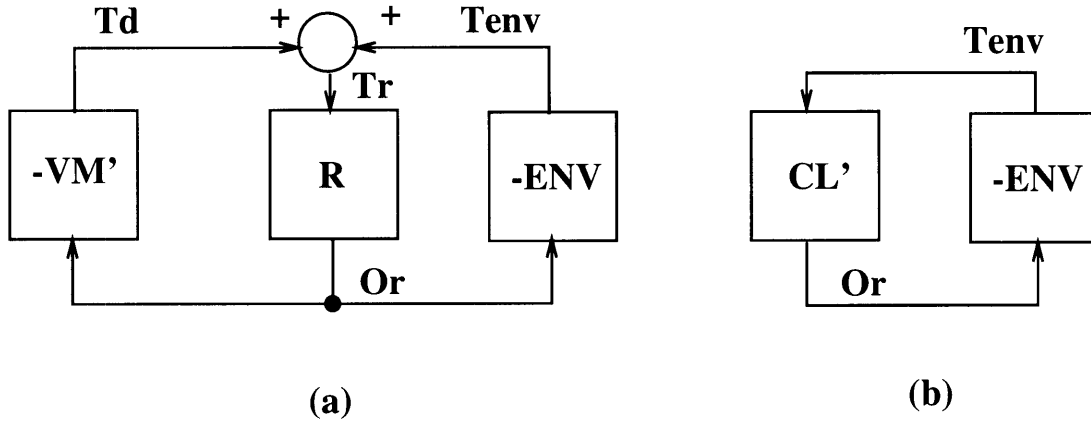 Td
+
+
Tenv
Tr
-VM’
R
-ENV
Or
(a)
Tenv
CL’
-ENV
Or
(b)